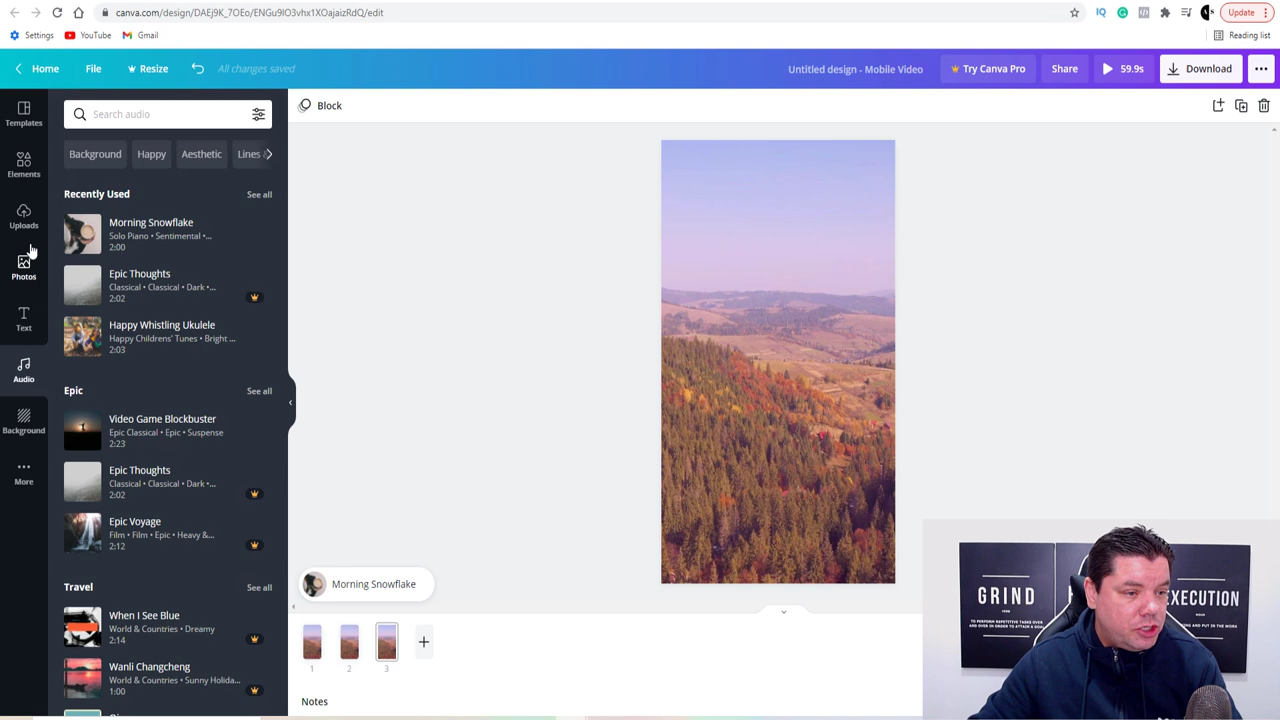 canva.com/design/DAEj9K_7OEo/ENGu9IO3vhx1XOajaizRdQ/edit
Update
Settings
YouTube
Gmail
Reading list
Home
File
Resize
All changes saved
Untitled design - Mobile Video
Try Canva Pro
Share
59.9s
Download
Templates
Elements
Uploads
Photos
Text
Audio
Background
More
Search audio
Background
Happy
Aesthetic
Lines
Recently Used
See all
Morning Snowflake
Solo Piano • Sentimental •...
2:00
Epic Thoughts
Classical • Classical • Dark •...
2:02
Happy Whistling Ukulele
Happy Childrens' Tunes • Bright ...
2:03
Epic
See all
Video Game Blockbuster
Epic Classical • Epic • Suspense
2:23
Epic Thoughts
Classical • Classical • Dark •...
2:02
Epic Voyage
Film • Film • Epic • Heavy &...
2:12
Travel
See all
When I See Blue
World & Countries • Dreamy
2:14
Wanli Changcheng
World & Countries • Sunny Holida...
1:00
Block
Morning Snowflake
1
2
3
Notes
GRIND
EXECUTION